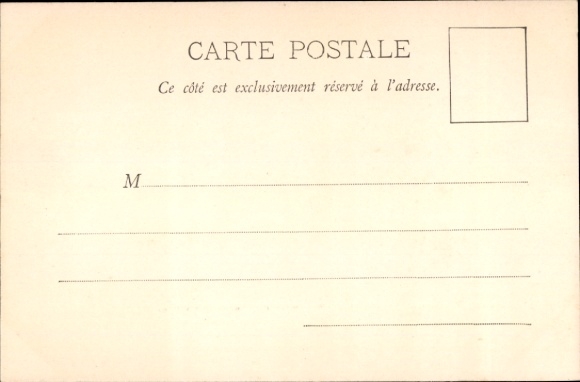 CARTE POSTALE
Ce côté est exclusivement réservé à l'adresse.
M